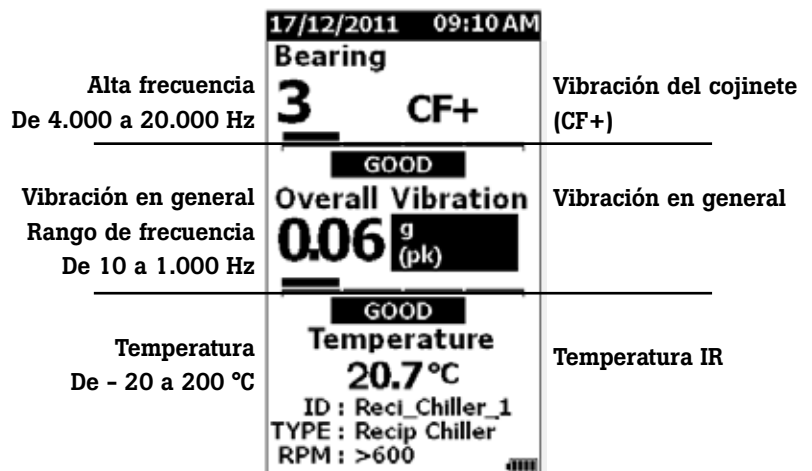 17/12/2011 09:10 AM
Bearing
Alta frecuencia
De 4.000 a 20.000 Hz
3 CF+
Vibración del cojinete
(CF+)
GOOD
Vibración en general
Rango de frecuencia
De 10 a 1.000 Hz
Overall Vibration
0.06 g
(pk)
Vibración en general
GOOD
Temperatura
De - 20 a 200 °C
Temperature
20.7 °C
Temperatura IR
ID : Reci_Chiller_1
TYPE : Recip Chiller
RPM : >600